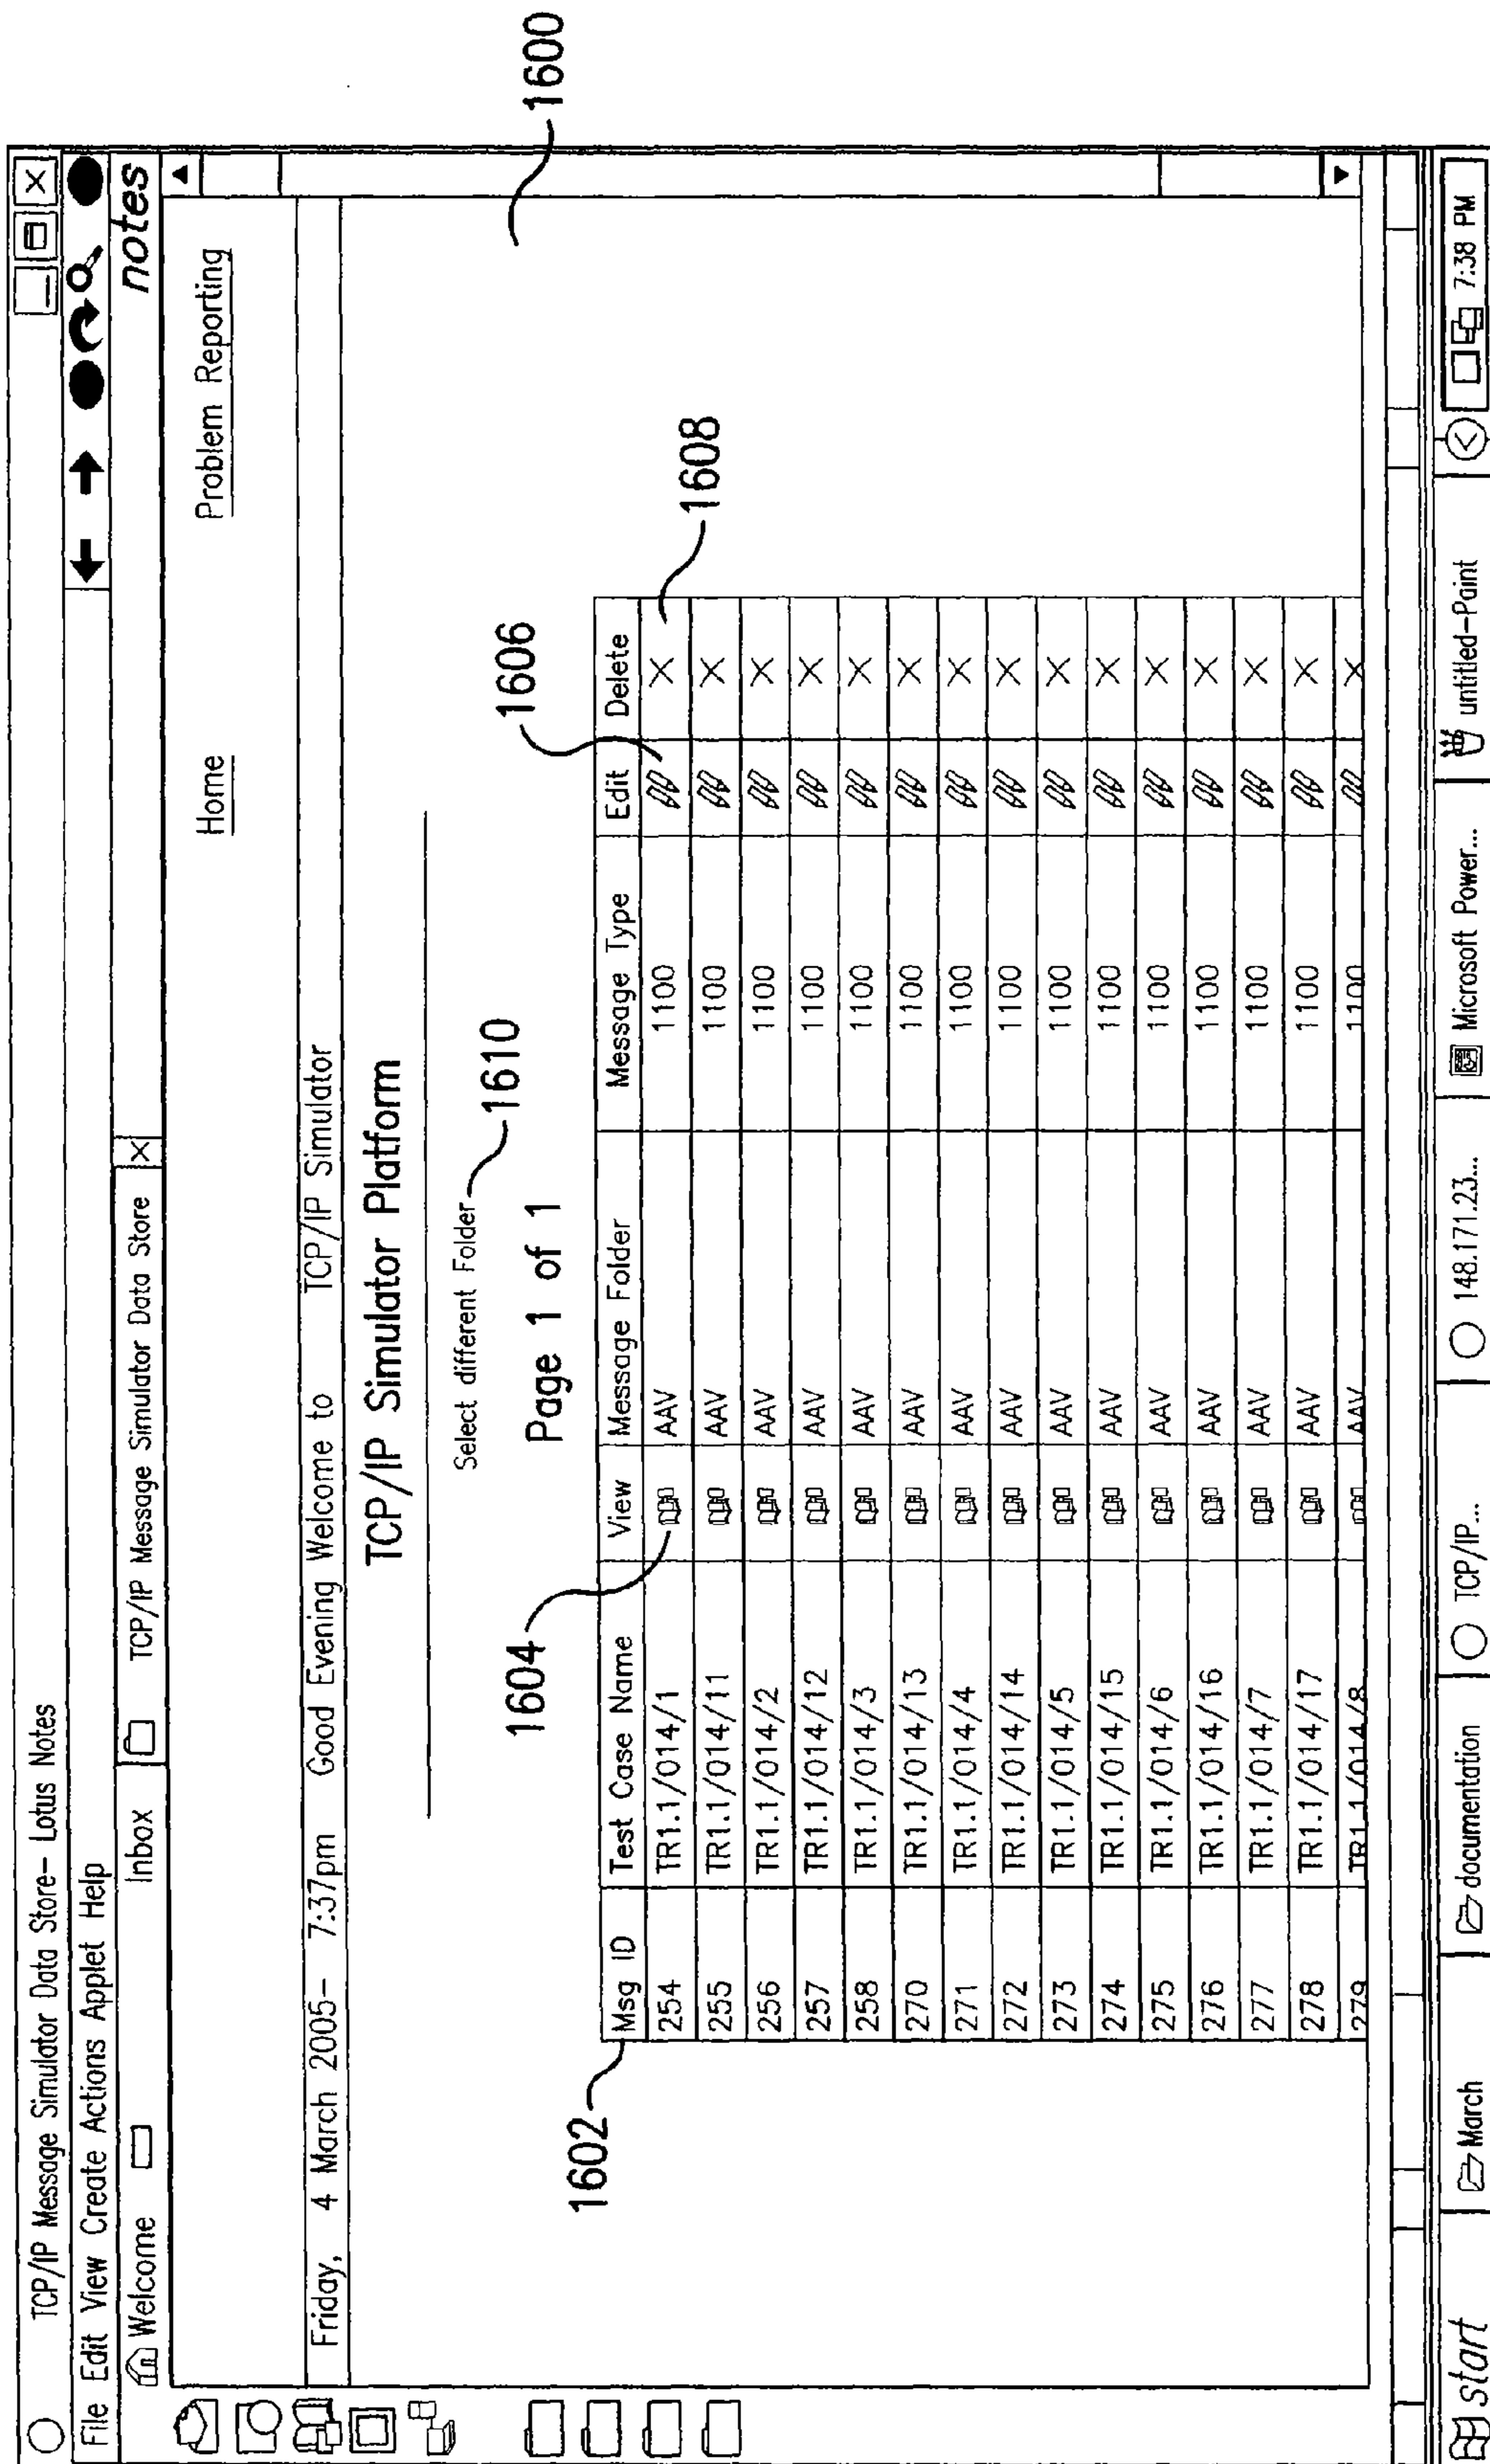 TCP/IP Message Simulator Data Store- Lotus Notes
File Edit View Create Actions Applet Help
Welcome Inbox TCP/IP Message Simulator Data Store X notes
Home Problem Reporting
Friday, 4 March 2005- 7:37pm Good Evening Welcome to TCP/IP Simulator
TCP/IP Simulator Platform
1600
Select different Folder 1610
Page 1 of 1
1602 1604 1606 1608
Msg ID Test Case Name View Message Folder Message Type Edit Delete
254 TR1.1/014/1 AAV 1100 X
255 TR1.1/014/11 AAV 1100 X
256 TR1.1/014/2 AAV 1100 X
257 TR1.1/014/12 AAV 1100 X
258 TR1.1/014/3 AAV 1100 X
270 TR1.1/014/13 AAV 1100 X
271 TR1.1/014/4 AAV 1100 X
272 TR1.1/014/14 AAV 1100 X
273 TR1.1/014/5 AAV 1100 X
274 TR1.1/014/15 AAV 1100 X
275 TR1.1/014/6 AAV 1100 X
276 TR1.1/014/16 AAV 1100 X
277 TR1.1/014/7 AAV 1100 X
278 TR1.1/014/17 AAV 1100 X
279 TR1.1/014/8 AAV 1100 X
start March documentation TCP/IP... 148.171.23... Microsoft Power... untitled-Paint 7:38 PM